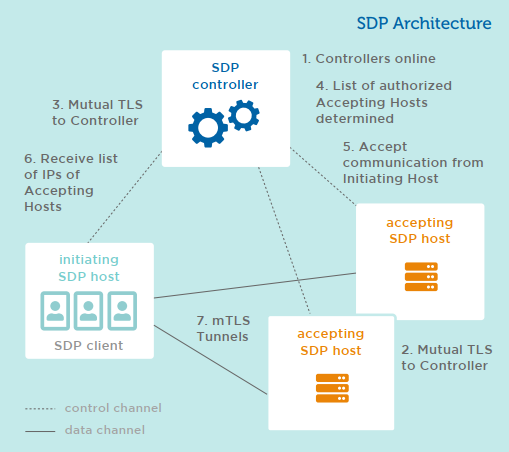 SDP Architecture
SDP
controller
1. Controllers online
4. List of authorized
Accepting Hosts
determined
5. Accept
communication from
Initiating Host
3. Mutual TLS
to Controller
6. Receive list
of IPs of
Accepting
Hosts
accepting
SDP host
initiating
SDP host
SDP client
7. mTLS
Tunnels
accepting
SDP host
2. Mutual TLS
to Controller
control channel
data channel